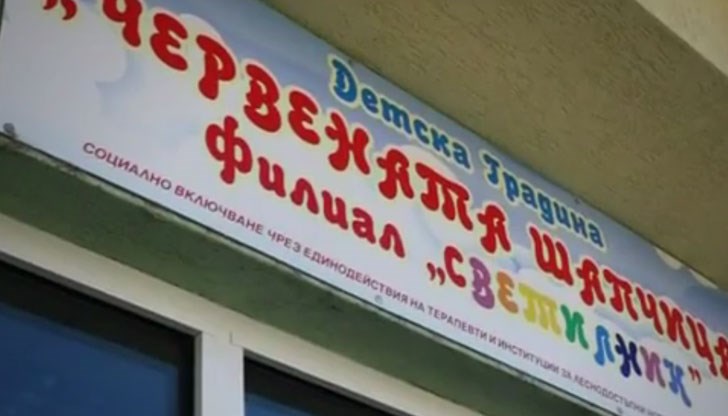 Детска Градина
„ЧЕРВЕНАТА ШАПЧИЦА
филиал „СВЕТИЛНИК"
СОЦИАЛНО ВКЛЮЧВАНЕ ЧРЕЗ ЕДИНОДЕЙСТВИЯ НА ТЕРАПЕВТИ И ИНСТИТУЦИИ ЗА